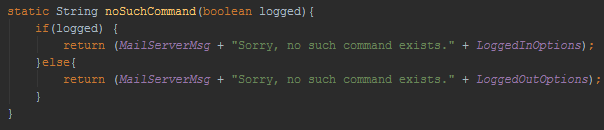 static String noSuchCommand(boolean logged){
if(logged) {
return (MailServerMsg + "Sorry, no such command exists." + LoggedInOptions);
}else{
return (MailServerMsg + "Sorry, no such command exists." + LoggedOutOptions);
}
}